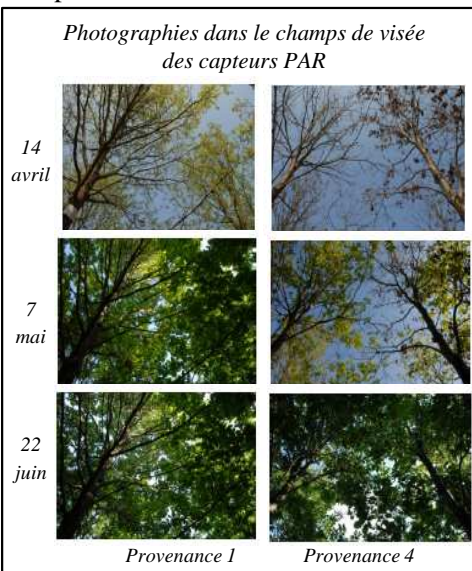 Photographies dans le champs de visée
des capteurs PAR
14
avril
7
mai
22
juin
Provenance 1
Provenance 4